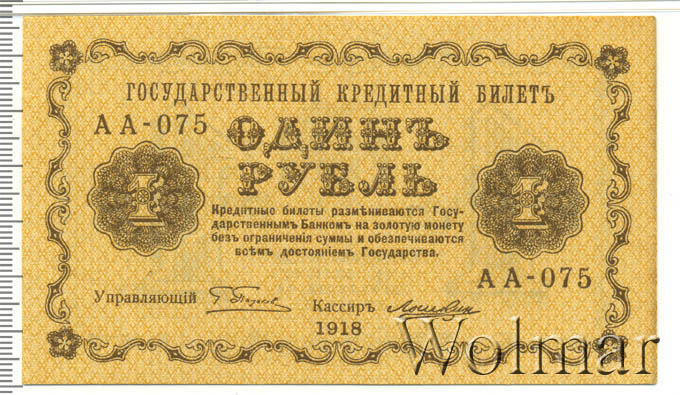 ГОСУДАРСТВЕННЫЙ КРЕДИТНЫЙ БИЛЕТЪ
АА-075
ОДИНЪ
РУБЛЬ
1
1
Кредитные билеты размѣниваются Госу-
дарственнымъ Банкомъ на золотую монету
безъ ограниченія суммы и обезпечиваются
всѣмъ достояніемъ Государства.
АА-075
Управляющій
Кассиръ
1918
Wolmar